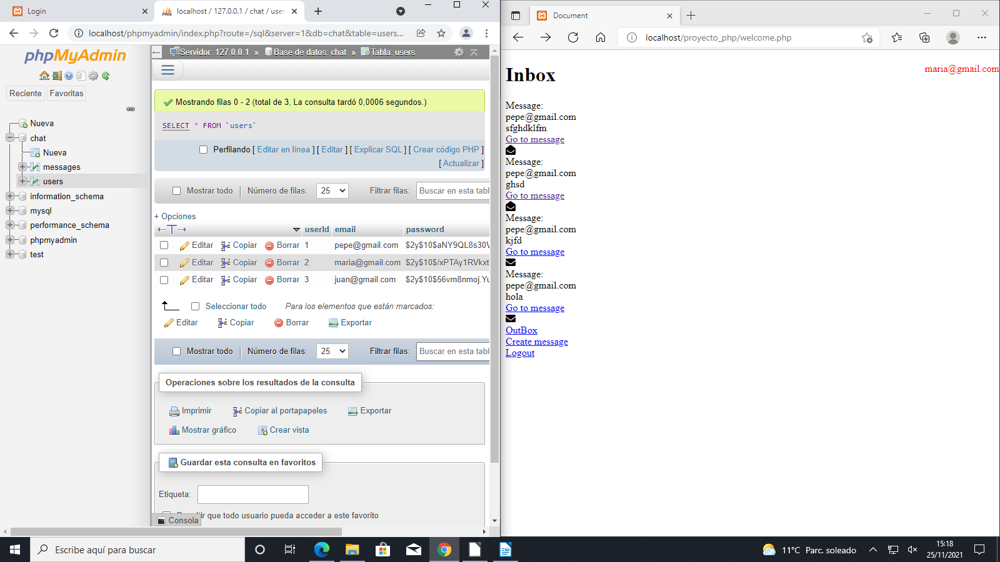 Login
localhost / 127.0.0.1 / chat / user
localhost/phpmyadmin/index.php?route=/sql&server=1&db=chat&table=users...
phpMyAdmin
Reciente
Favoritas
Nueva
chat
Nueva
messages
users
information_schema
mysql
performance_schema
phpmyadmin
test
Servidor: 127.0.0.1 » Base de datos: chat » Tabla: users
Mostrando filas 0 - 2 (total de 3, La consulta tardó 0,0006 segundos.)
SELECT * FROM `users`
Perfilando [ Editar en línea ] [ Editar ] [ Explicar SQL ] [ Crear código PHP ]
[ Actualizar ]
Mostrar todo | Número de filas: 25 Filtrar filas: Buscar en esta tabl
+ Opciones
userId email password
Editar Copiar Borrar 1 pepe@gmail.com $2y$10$aNY9QL8s30V
Editar Copiar Borrar 2 maria@gmail.com $2y$10$/xPTAy1RVkxt
Editar Copiar Borrar 3 juan@gmail.com $2y$10$56vm8nmoj.Yu
Seleccionar todo Para los elementos que están marcados:
Editar Copiar Borrar Exportar
Mostrar todo | Número de filas: 25 Filtrar filas: Buscar en esta tabl
Operaciones sobre los resultados de la consulta
Imprimir Copiar al portapapeles Exportar
Mostrar gráfico Crear vista
Guardar esta consulta en favoritos
Etiqueta:
que todo usuario pueda acceder a este favorito
Consola
Document
localhost/proyecto_php/welcome.php
maria@gmail.com
Inbox
Message:
pepe@gmail.com
sfghdklfm
Go to message
Message:
pepe@gmail.com
ghsd
Go to message
Message:
pepe@gmail.com
kjfd
Go to message
Message:
pepe@gmail.com
hola
Go to message
OutBox
Create message
Logout
Escribe aquí para buscar
11°C Parc. soleado
15:18
25/11/2021